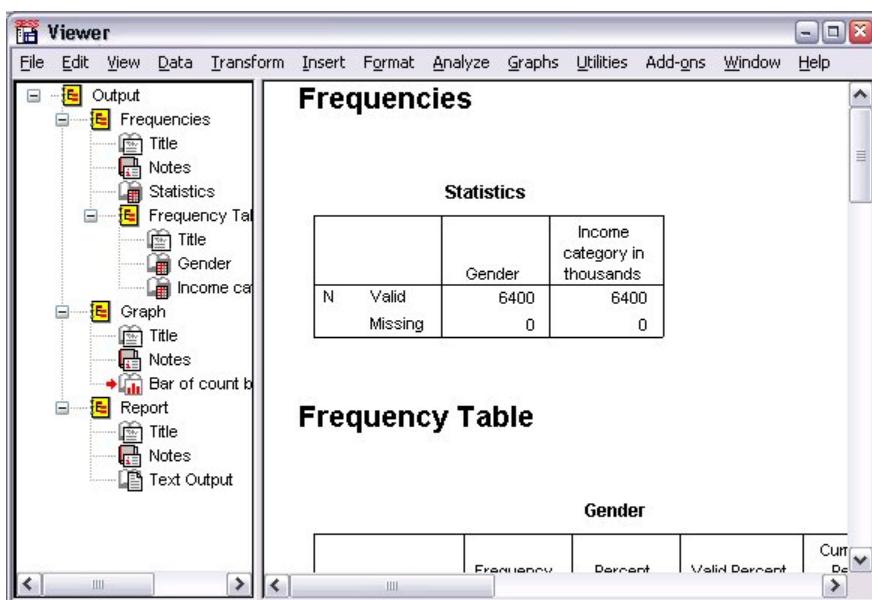 Viewer
File Edit View Data Transform Insert Format Analyze Graphs Utilities Add-ons Window Help
Output
Frequencies
Title
Notes
Statistics
Frequency Tal
Title
Gender
Income ca
Graph
Title
Notes
Bar of count b
Report
Title
Notes
Text Output
Frequencies
Statistics
Gender
Income
category in
thousands
N Valid 6400 6400
Missing 0 0
Frequency Table
Gender
Frequency Percent Valid Percent